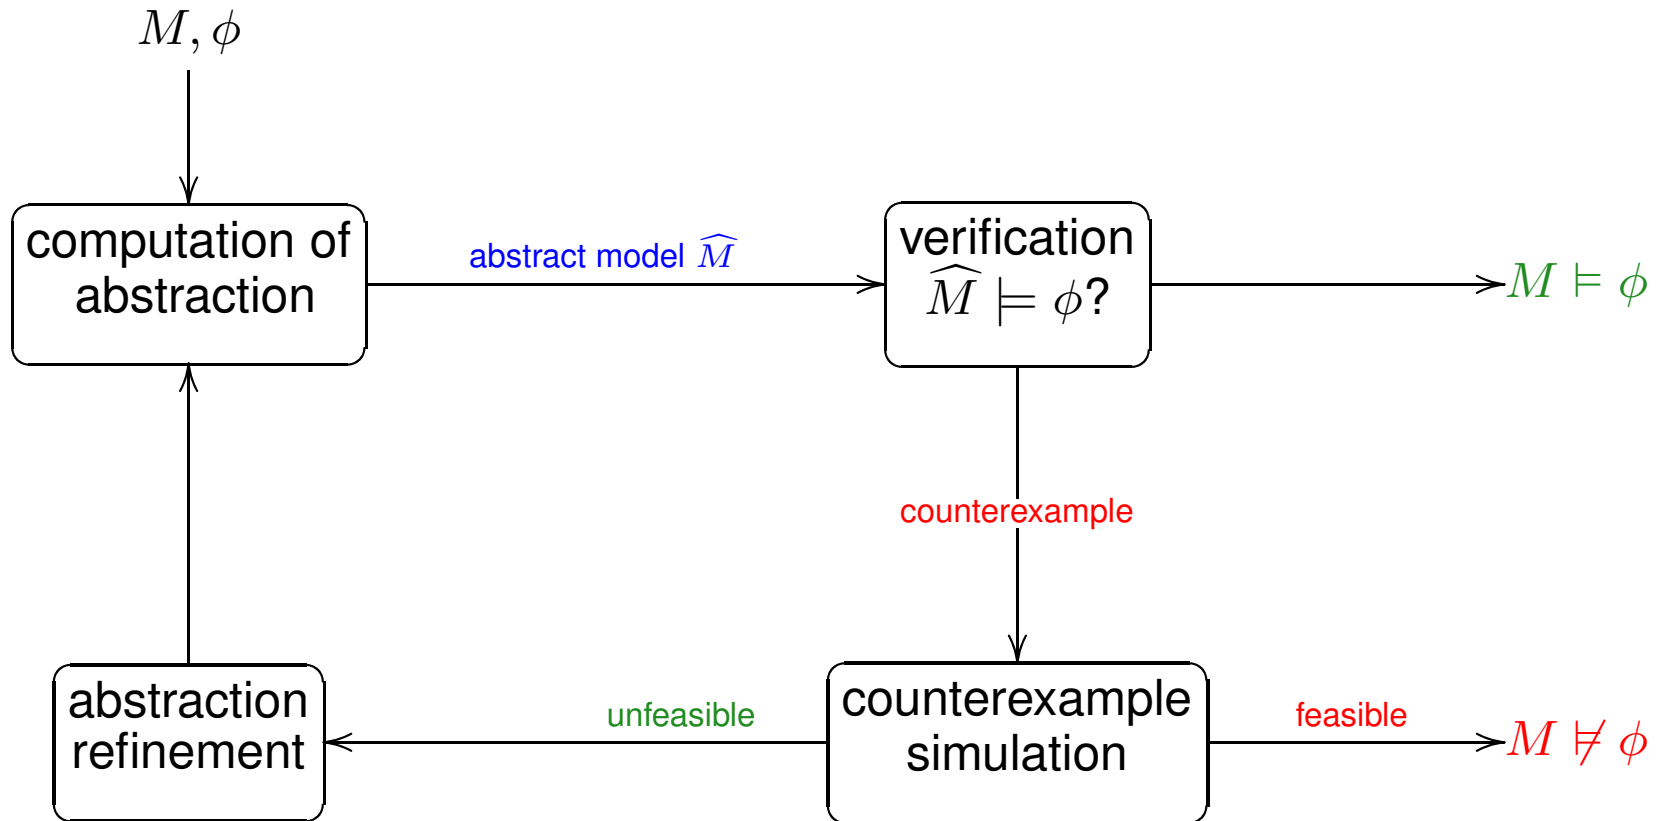 M, ϕ
computation of
abstraction
abstract model M̂
verification
M̂ ⊨ ϕ?
M ⊨ ϕ
counterexample
abstraction
refinement
unfeasible
counterexample
simulation
feasible
M ⊭ ϕ